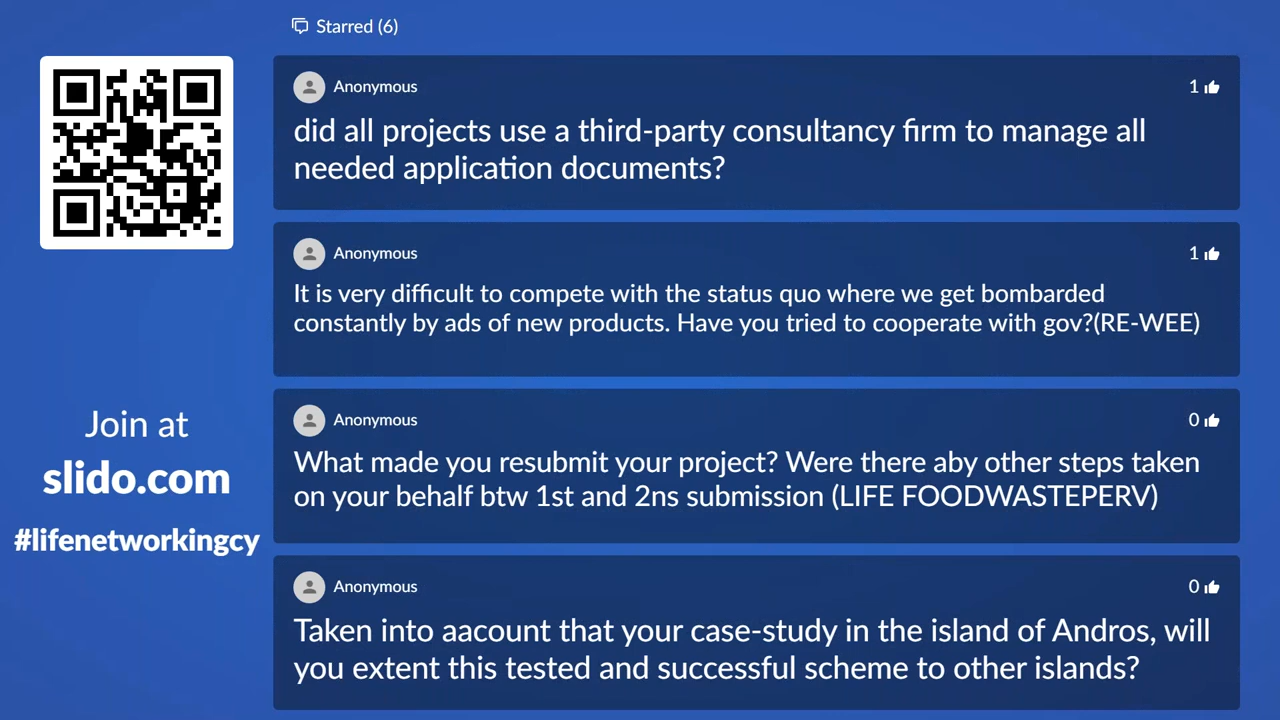 Starred (6)
Anonymous
1
did all projects use a third-party consultancy firm to manage all
needed application documents?
Anonymous
1
It is very difficult to compete with the status quo where we get bombarded
constantly by ads of new products. Have you tried to cooperate with gov?(RE-WEE)
Anonymous
0
What made you resubmit your project? Were there aby other steps taken
on your behalf btw 1st and 2ns submission (LIFE FOODWASTEPERV)
Anonymous
0
Taken into aacount that your case-study in the island of Andros, will
you extent this tested and successful scheme to other islands?
Join at
slido.com
#lifenetworkingcy